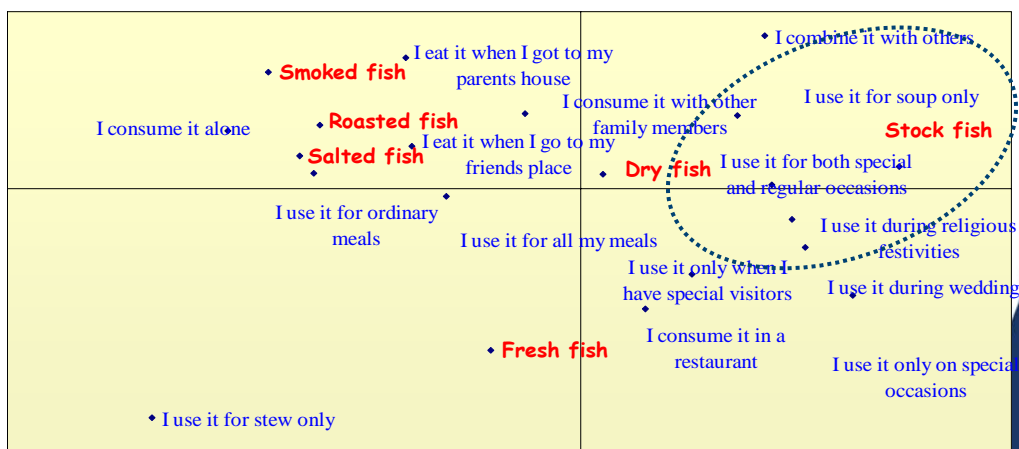 I combine it with others
I eat it when I got to my
parents house
Smoked fish
I use it for soup only
I consume it with other
family members
I consume it alone
Roasted fish
Stock fish
I eat it when I go to my
friends place
Salted fish
Dry fish
I use it for both special
and regular occasions
I use it for ordinary
meals
I use it during religious
festivities
I use it for all my meals
I use it only when I
have special visitors
I use it during wedding
I consume it in a
restaurant
Fresh fish
I use it only on special
occasions
I use it for stew only